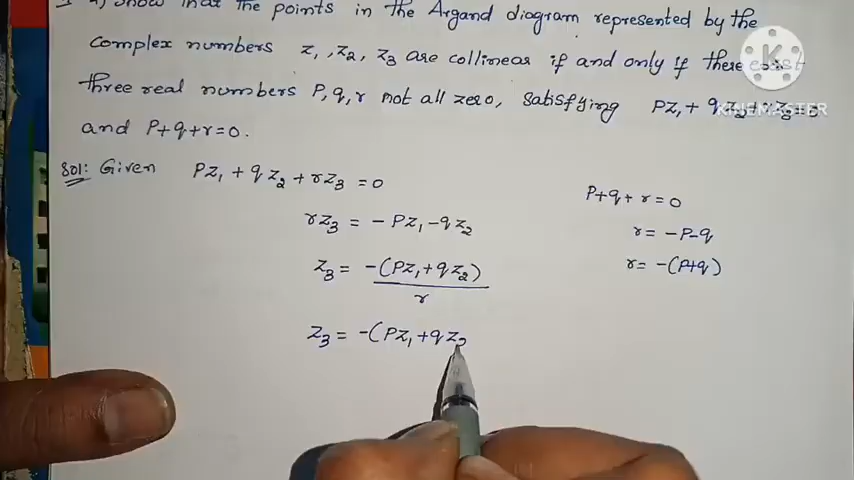 a) Show that the points in the Argand diagram represented by the
complex numbers z₁, z₂, z₃ are collinear if and only if there exist
three real numbers P, q, r not all zero, satisfying Pz₁ + qz₂ + rz₃ = 0
and P+q+r=0.
Sol: Given Pz₁ + qz₂ + rz₃ = 0
P+q+r=0
rz₃ = -Pz₁ - qz₂
r = -P-q
z₃ = -(Pz₁+qz₂)/r
r = -(P+q)
z₃ = -(Pz₁+qz₂
K
KINEMASTER